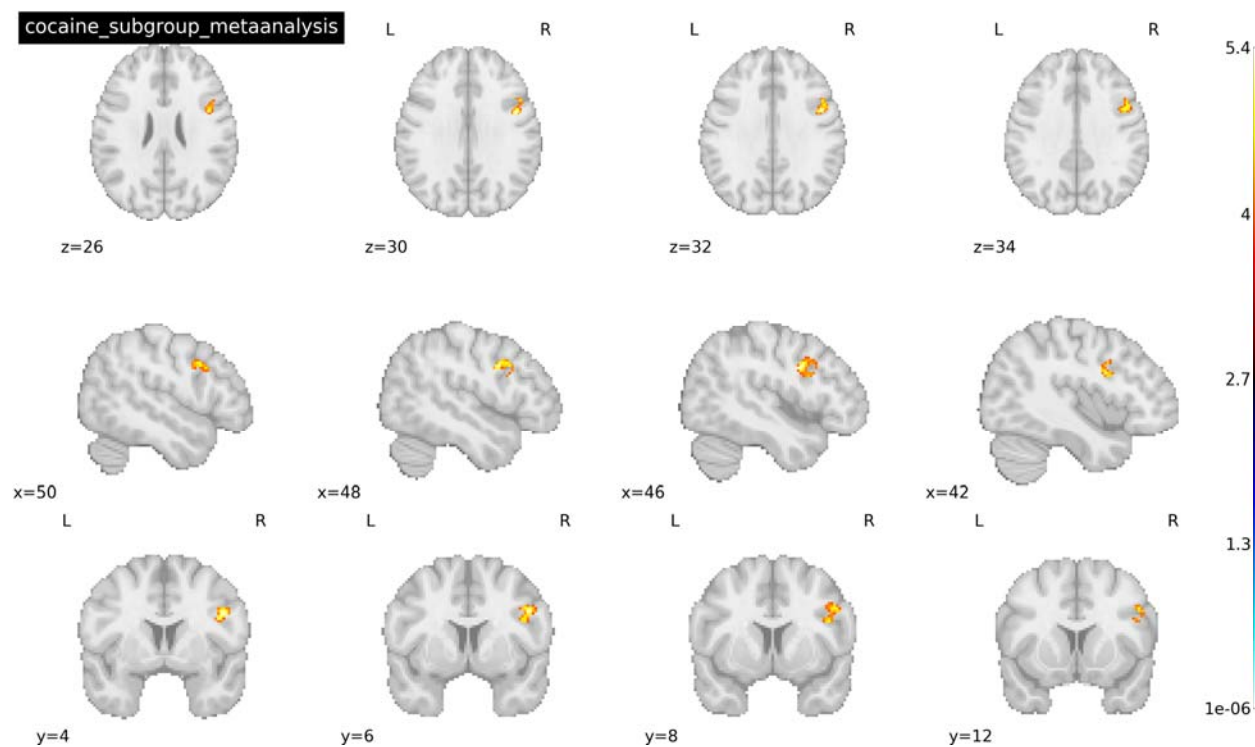 cocaine_subgroup_metaanalysis
L R L R L R
5.4
z=26 z=30 z=32 z=34
4
2.7
x=50 x=48 x=46 x=42
L R L R L R L R
1.3
1e-06
y=4 y=6 y=8 y=12